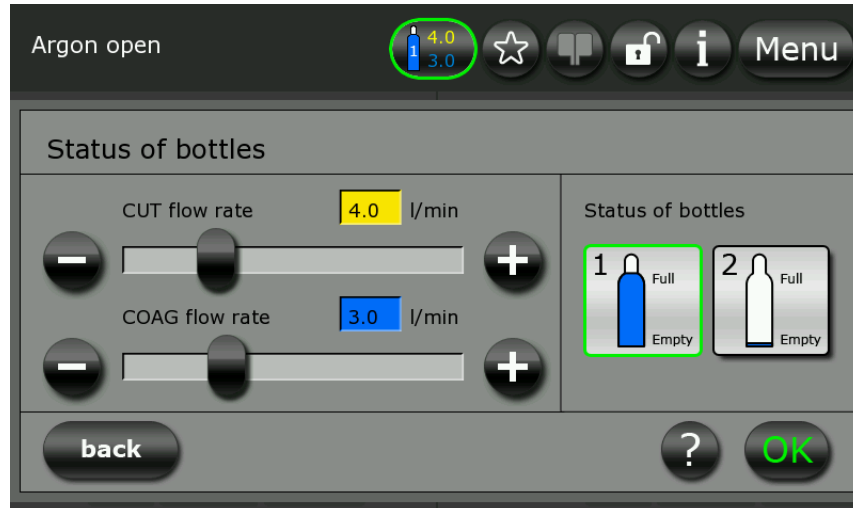 Argon open
1
4.0
3.0
i
Menu
Status of bottles
CUT flow rate 4.0 l/min
COAG flow rate 3.0 l/min
Status of bottles
1 Full
Empty
2 Full
Empty
back
?
OK